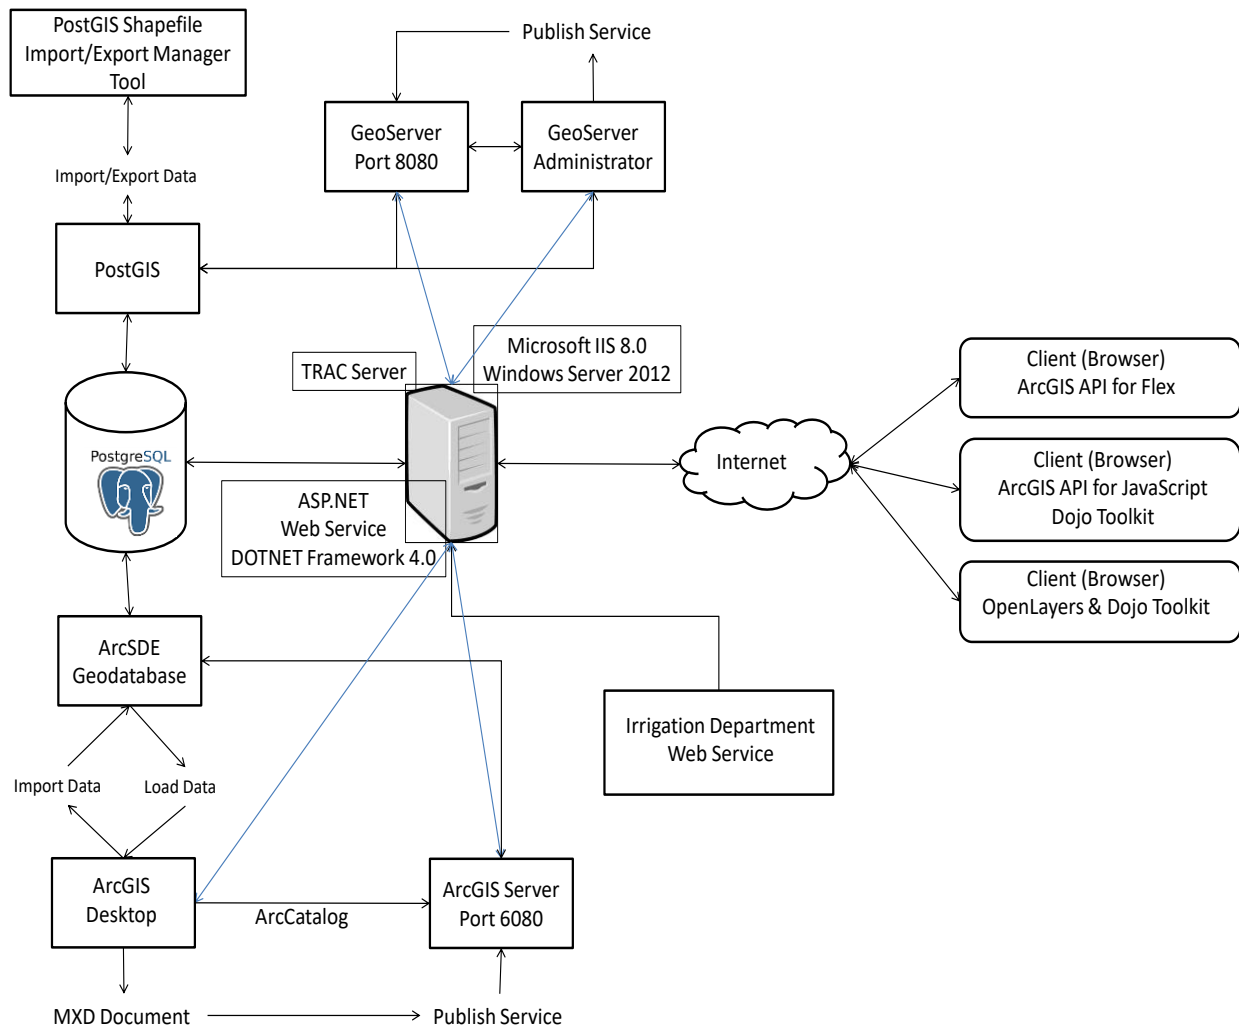 PostGIS Shapefile
Import/Export Manager
Tool
Publish Service
GeoServer
Port 8080
GeoServer
Administrator
Import/Export Data
PostGIS
TRAC Server
Microsoft IIS 8.0
Windows Server 2012
Client (Browser)
ArcGIS API for Flex
PostgreSQL
Internet
Client (Browser)
ArcGIS API for JavaScript
Dojo Toolkit
ASP.NET
Web Service
DOTNET Framework 4.0
Client (Browser)
OpenLayers & Dojo Toolkit
ArcSDE
Geodatabase
Irrigation Department
Web Service
Import Data
Load Data
ArcGIS
Desktop
ArcCatalog
ArcGIS Server
Port 6080
MXD Document
Publish Service